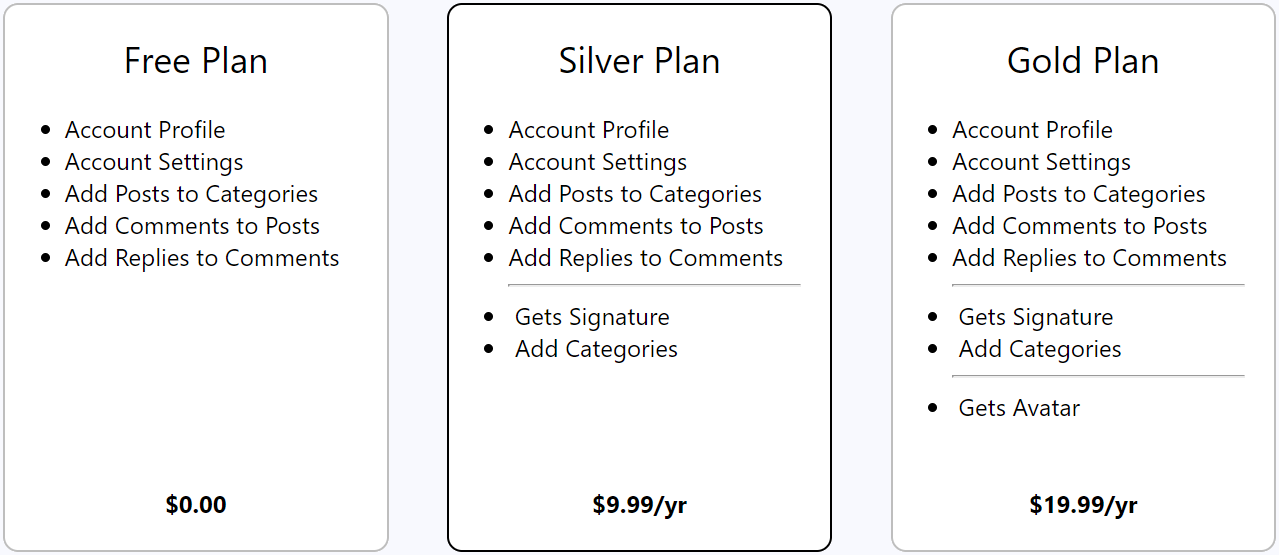 Free Plan
Account Profile
Account Settings
Add Posts to Categories
Add Comments to Posts
Add Replies to Comments
$0.00
Silver Plan
Account Profile
Account Settings
Add Posts to Categories
Add Comments to Posts
Add Replies to Comments
Gets Signature
Add Categories
$9.99/yr
Gold Plan
Account Profile
Account Settings
Add Posts to Categories
Add Comments to Posts
Add Replies to Comments
Gets Signature
Add Categories
Gets Avatar
$19.99/yr